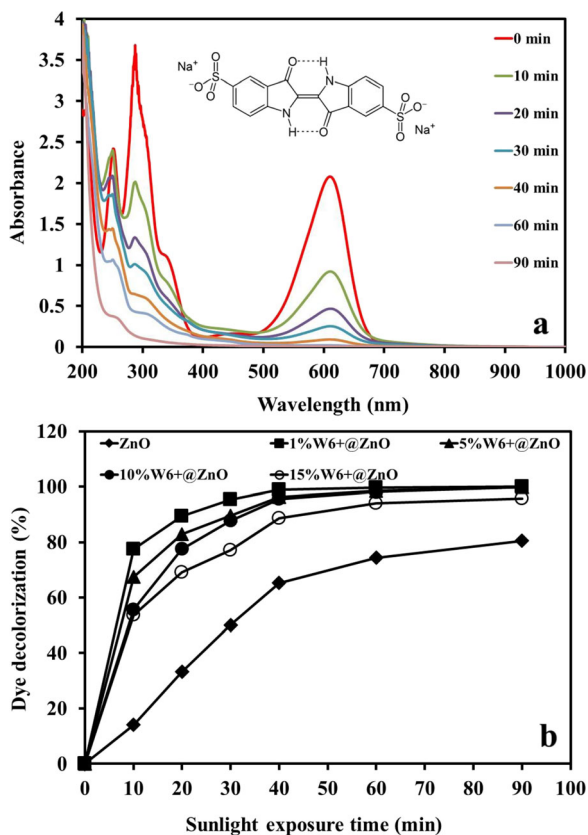 4
3.5
3
2.5
2
1.5
1
0.5
0
Absorbance
Na⁺
O
H
N
O
O
S
⁻O
O
O
S
O⁻
N
H
O
Na⁺
0 min
10 min
20 min
30 min
40 min
60 min
90 min
a
200 300 400 500 600 700 800 900 1000
Wavelength (nm)
120
100
80
60
40
20
0
Dye decolorization (%)
ZnO 1%W6+@ZnO 5%W6+@ZnO
10%W6+@ZnO 15%W6+@ZnO
b
0 10 20 30 40 50 60 70 80 90 100
Sunlight exposure time (min)